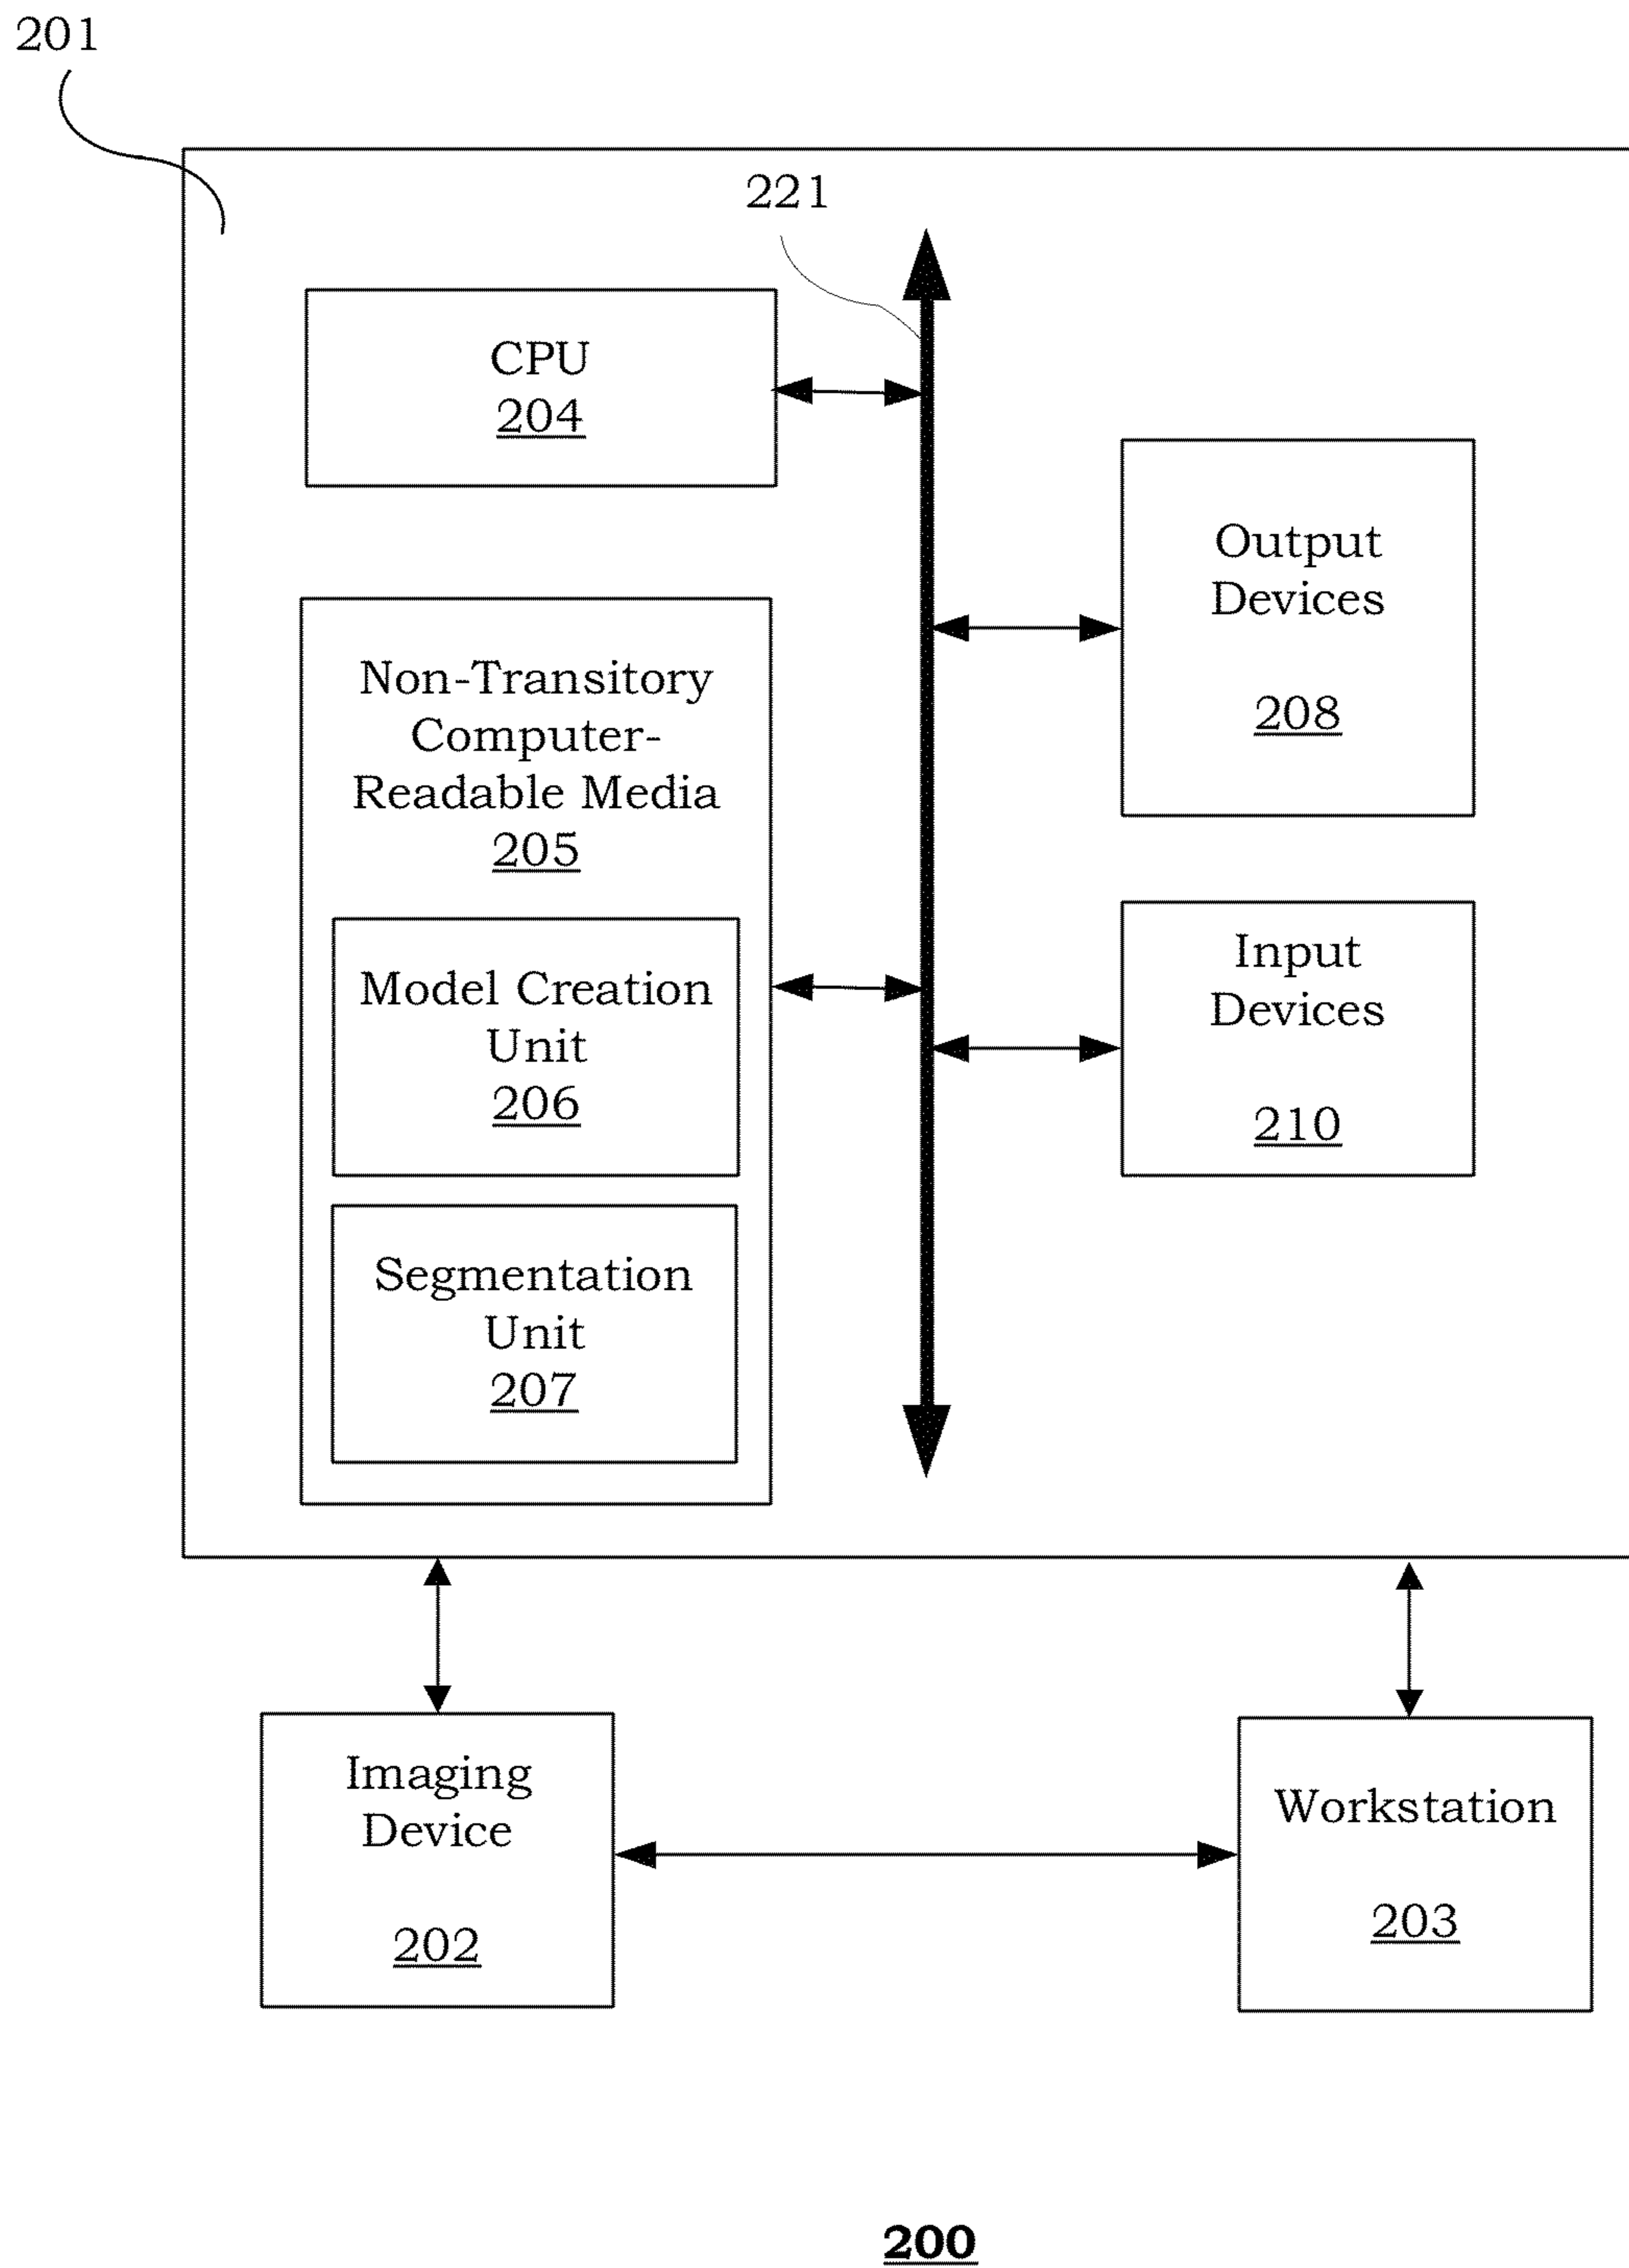 201
221
CPU
204
Output
Devices
208
Non-Transitory
Computer-
Readable Media
205
Model Creation
Unit
206
Input
Devices
210
Segmentation
Unit
207
Imaging
Device
202
Workstation
203
200